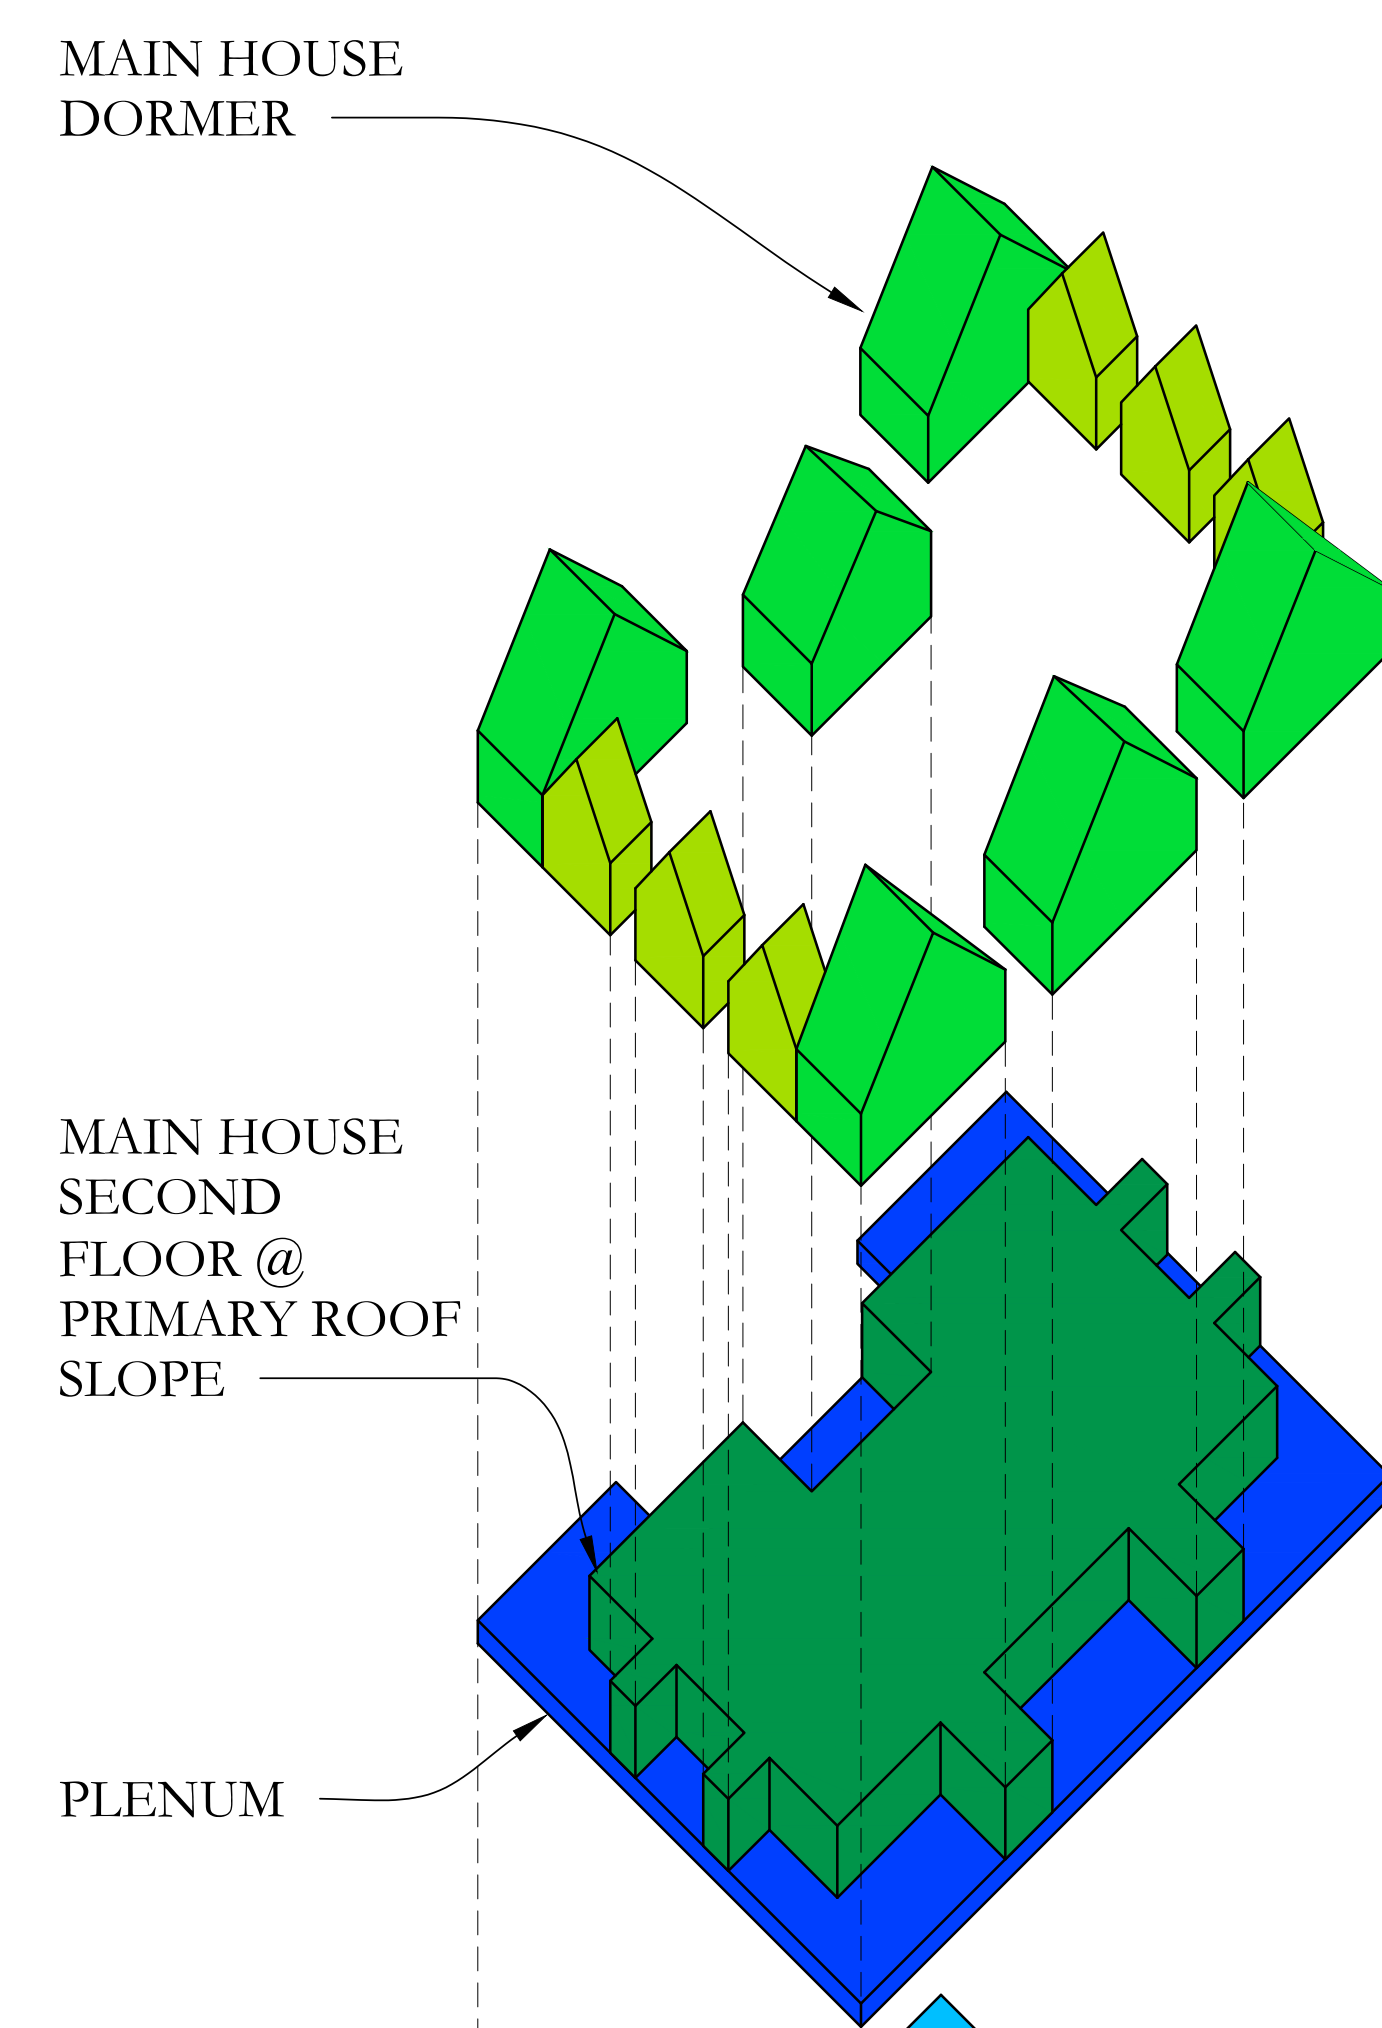 MAIN HOUSE
DORMER
MAIN HOUSE
SECOND
FLOOR @
PRIMARY ROOF
SLOPE
PLENUM